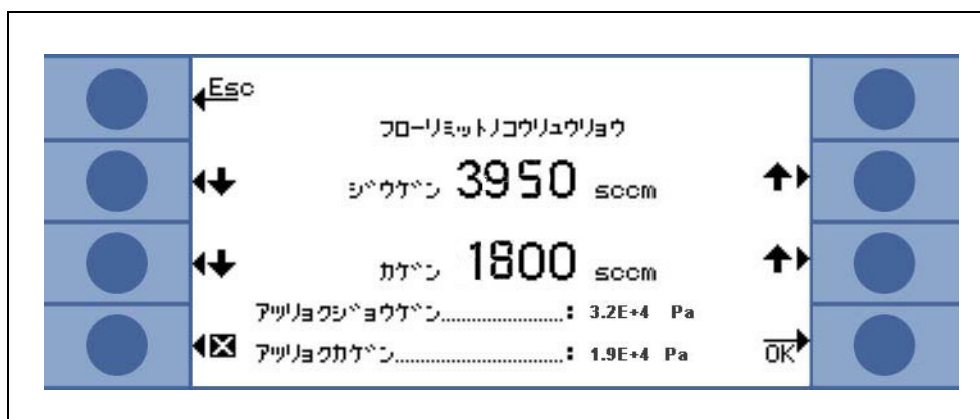 Esc
フローリミットノコウリュウリョウ
ジウゲン 3950 sccm
カゲン 1800 sccm
アツリョクジョウゲン......................: 3.2E+4 Pa
アツリョクカゲン..............................: 1.9E+4 Pa
OK